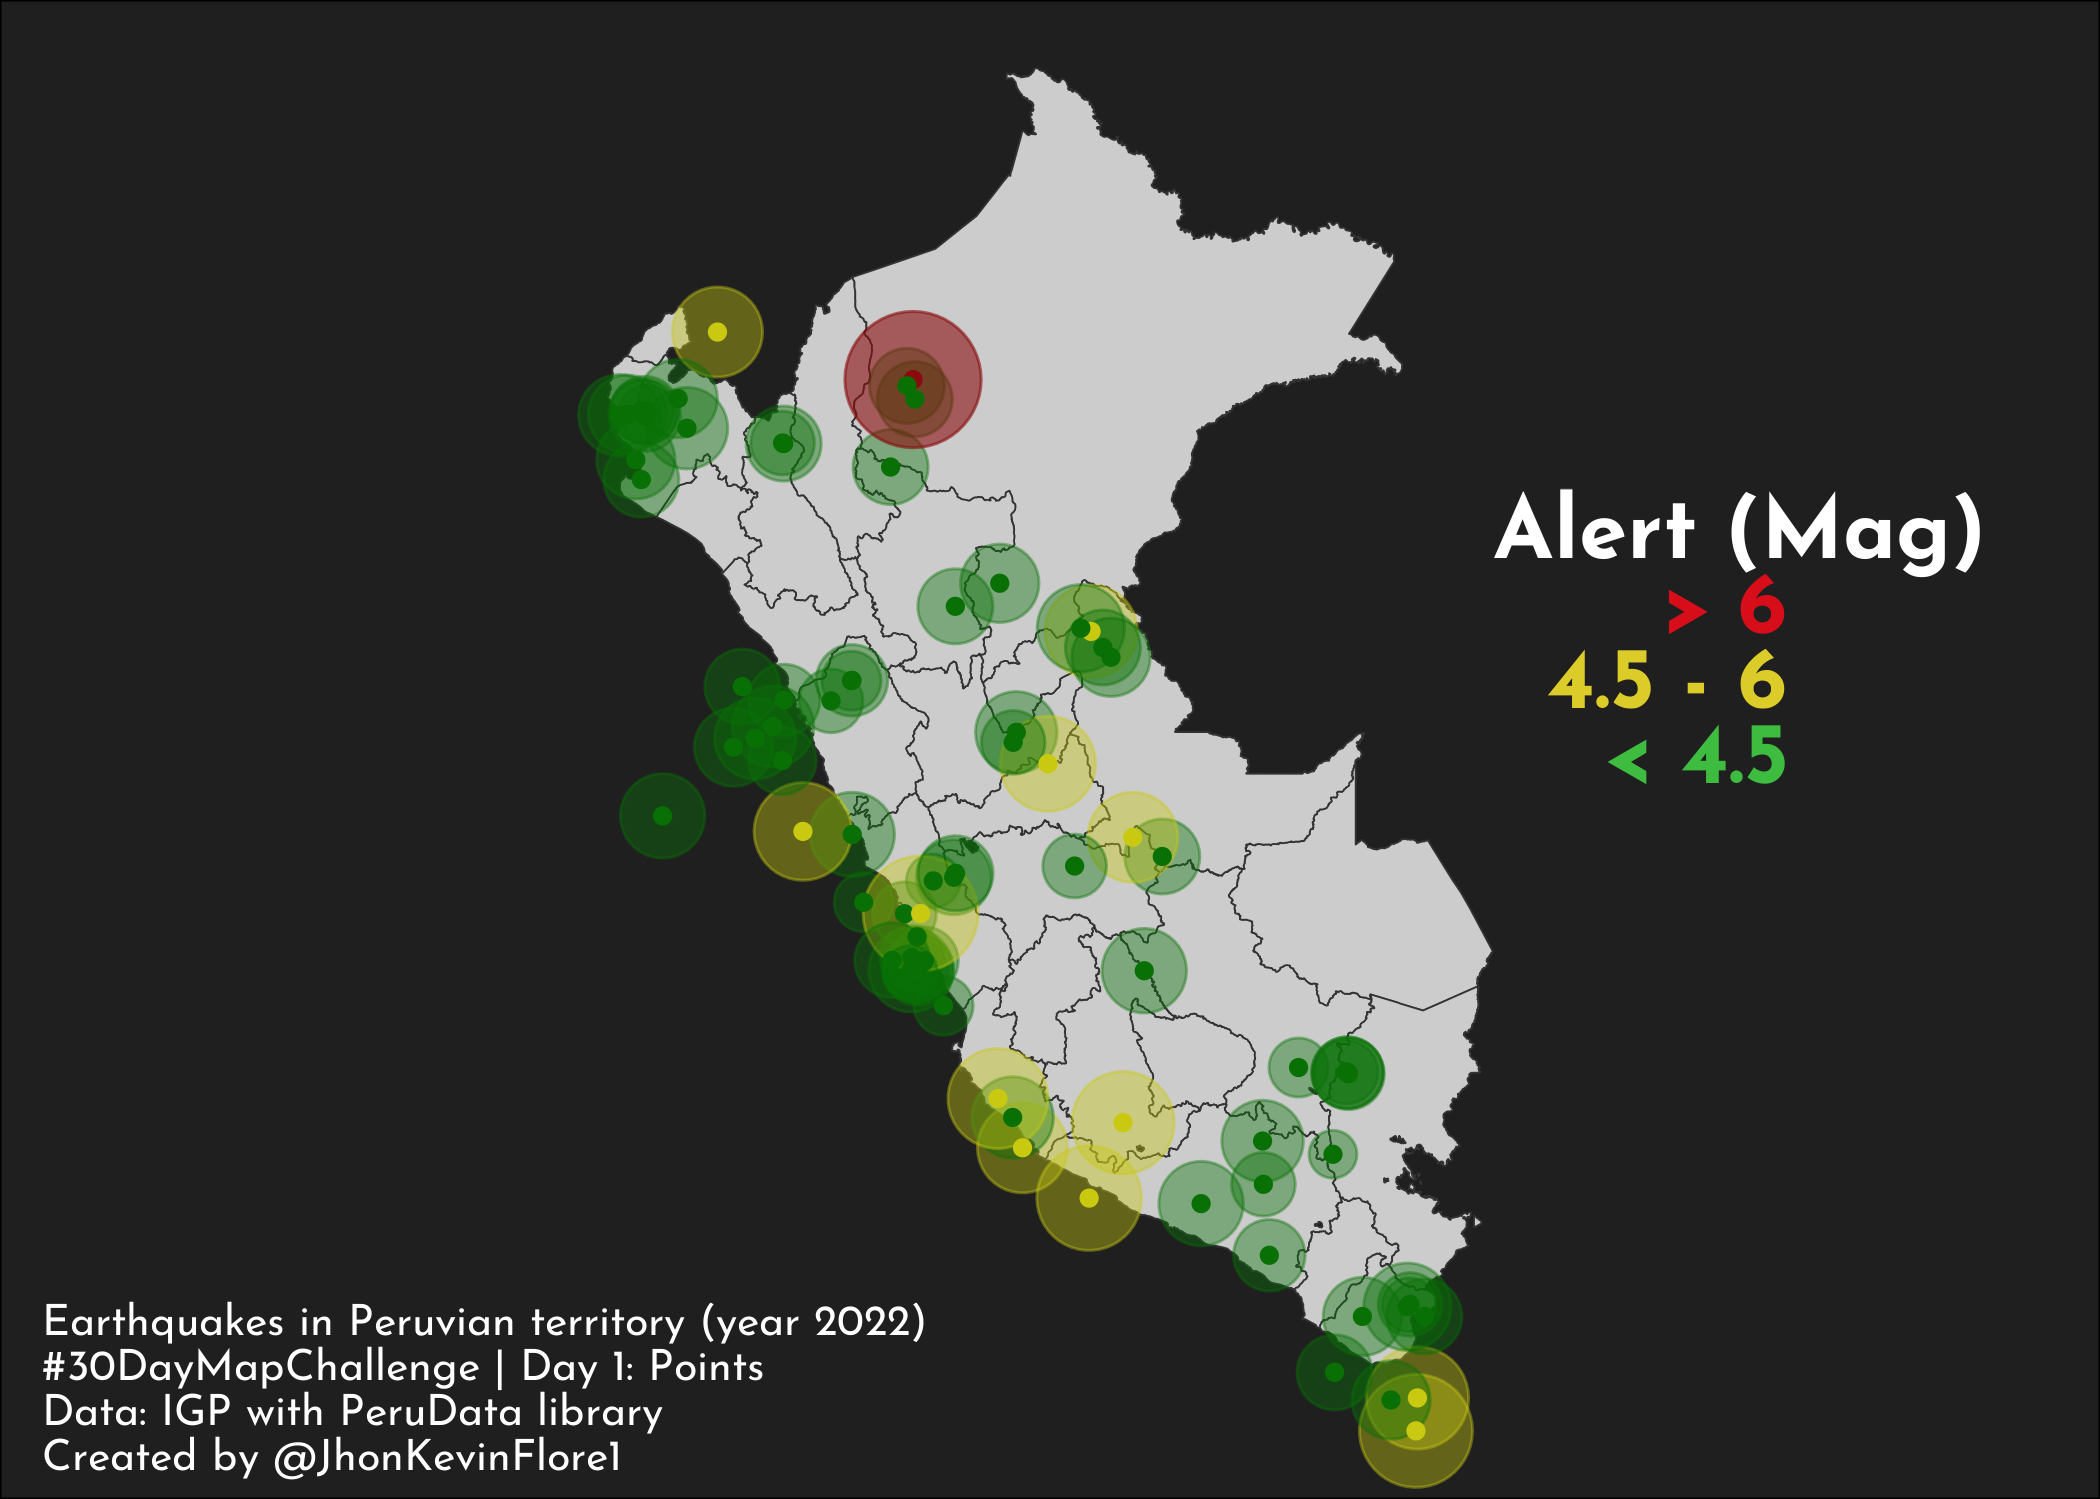 Alert (Mag)
> 6
4.5 - 6
< 4.5
Earthquakes in Peruvian territory (year 2022)
#30DayMapChallenge | Day 1: Points
Data: IGP with PeruData library
Created by @JhonKevinFlore1